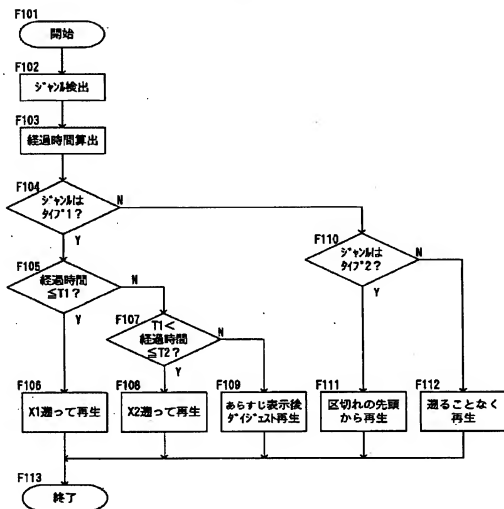 F101
開始
F102
ジャンル検出
F103
経過時間算出
F104
ジャンルは
タイプ1?
N
Y
F105
経過時間
≦T1?
N
Y
F107
T1<
経過時間
≦T2?
N
Y
F110
ジャンルは
タイプ2?
N
Y
F106
X1遡って再生
F108
X2遡って再生
F109
あらすじ表示後
ダイジェスト再生
F111
区切れの先頭
から再生
F112
遡ることなく
再生
F113
終了